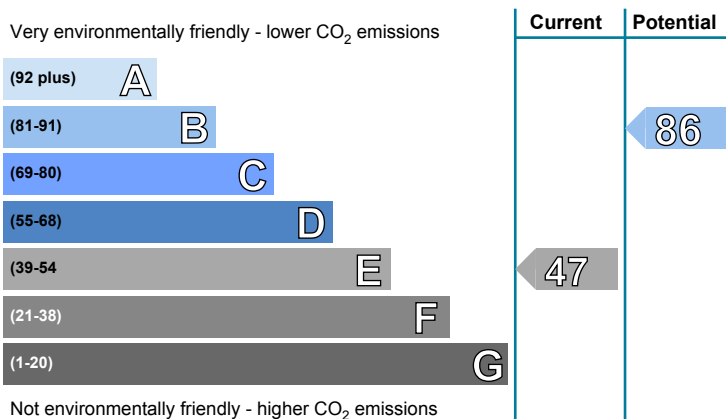 Current Potential
Very environmentally friendly - lower CO2 emissions
(92 plus) A
(81-91) B
86
(69-80) C
(55-68) D
(39-54 E
47
(21-38) F
(1-20) G
Not environmentally friendly - higher CO2 emissions